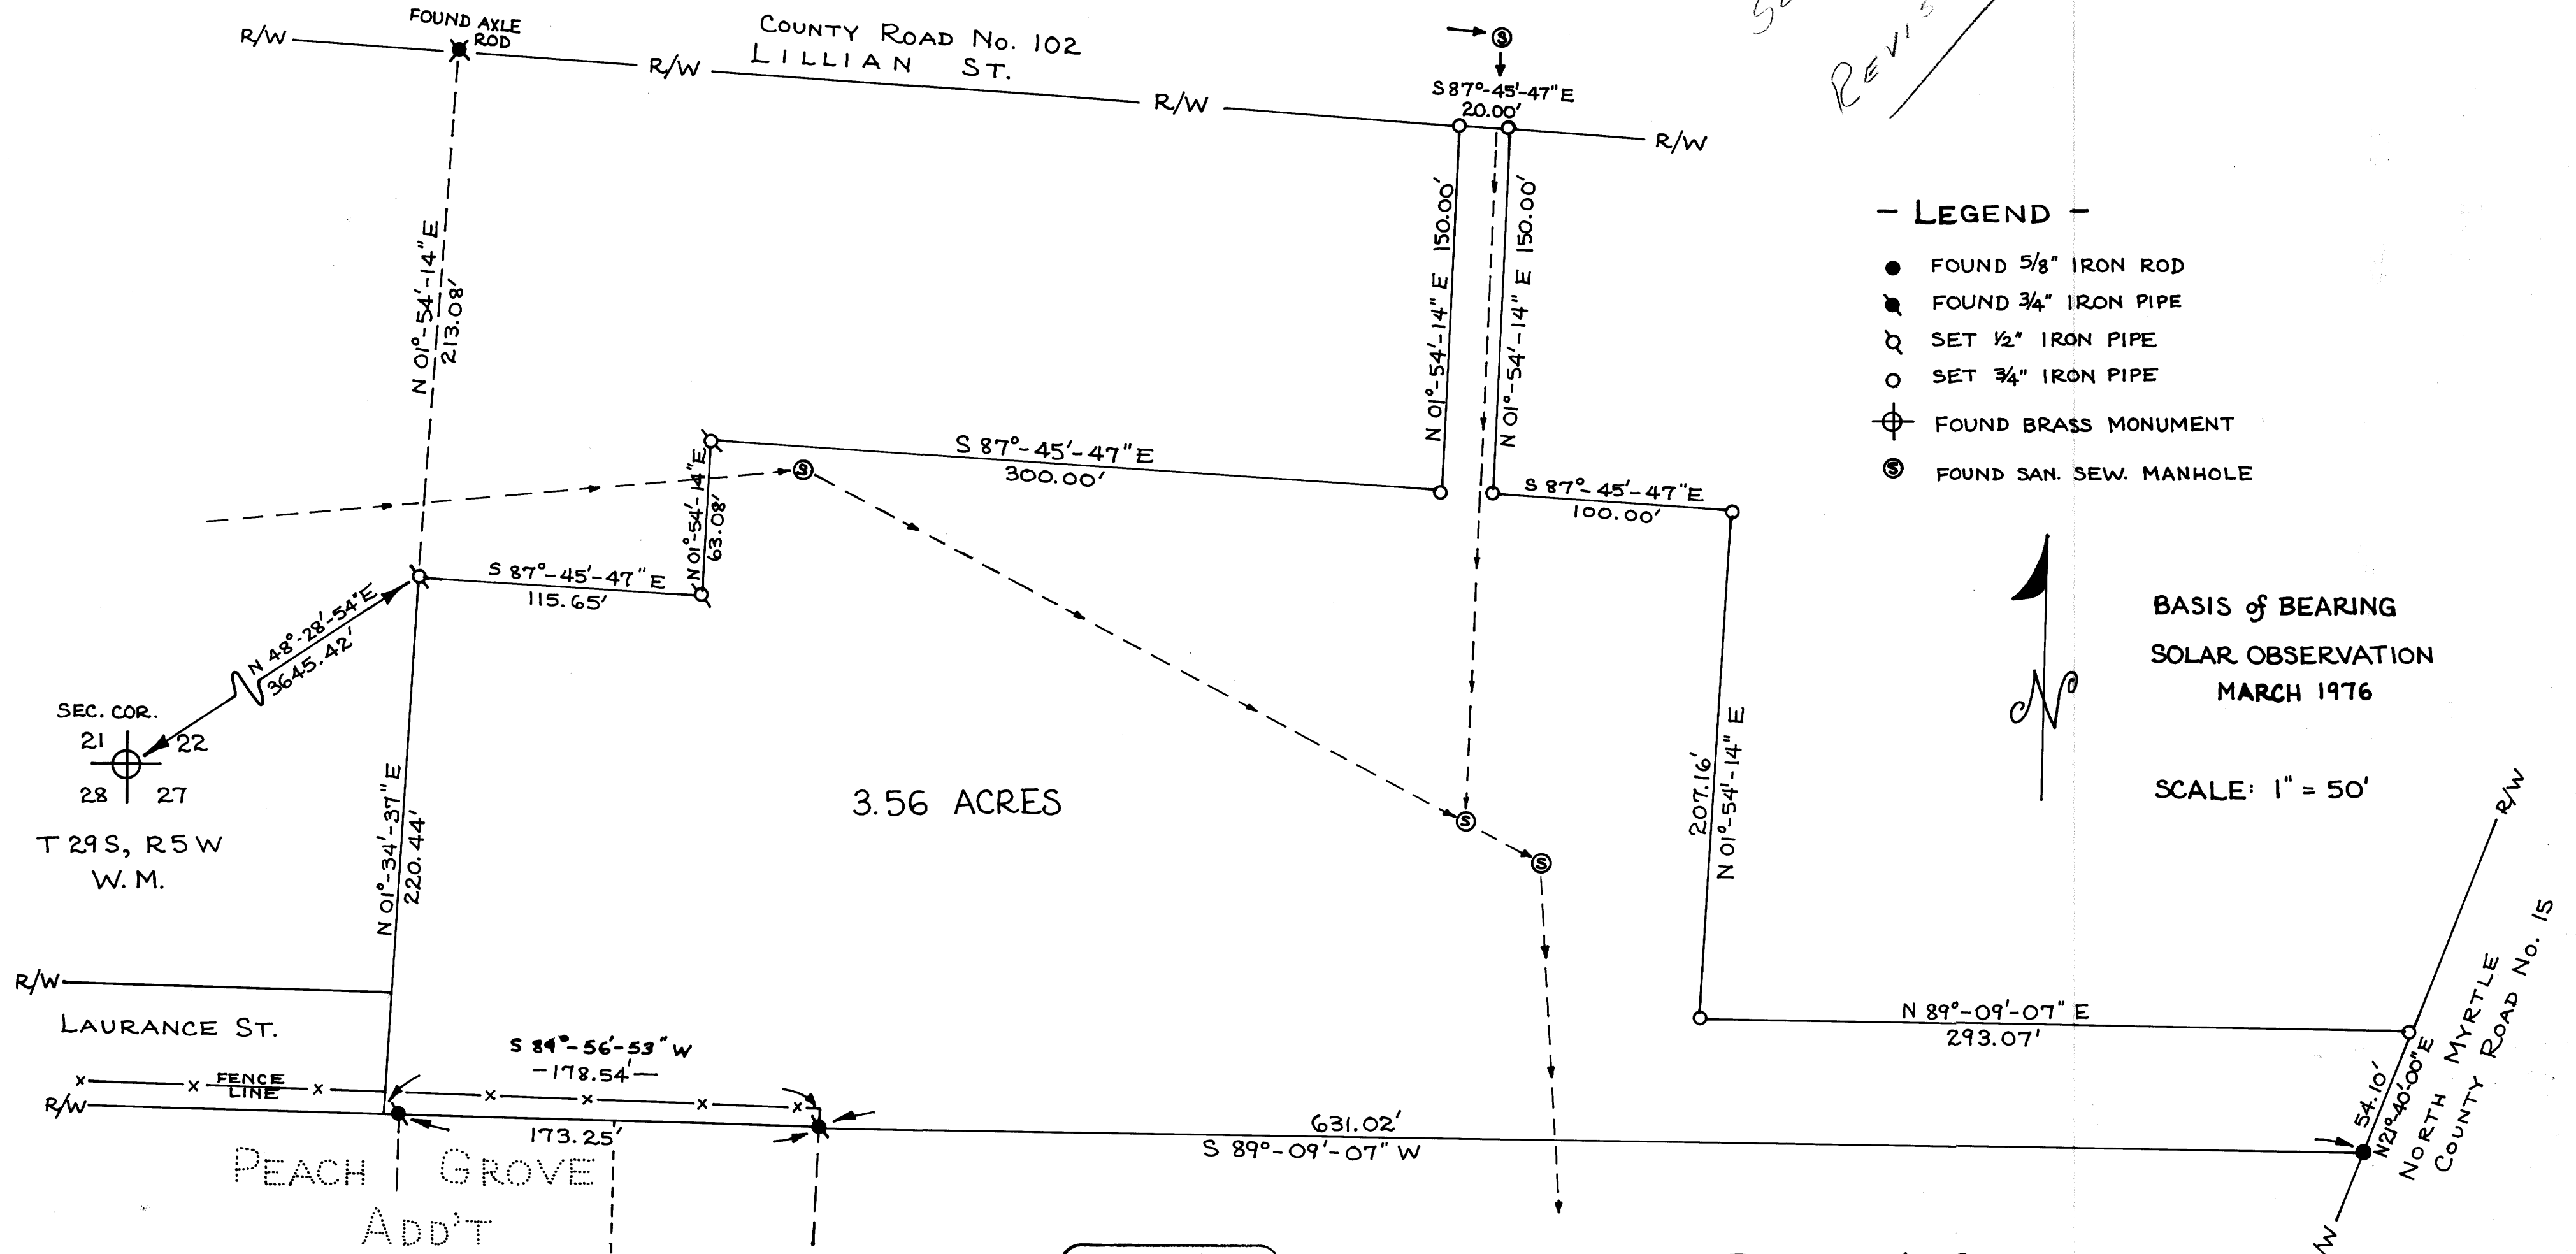 FOUND AXLE
ROD
R/W
COUNTY ROAD No. 102
LILLIAN ST.
R/W
R/W
R/W
S
S 87°-45'-47" E
20.00'
REVIS
N 01°-54'-14" E
213.08'
N 01°-54'-14" E 150.00'
N 01°-54'-14" E 150.00'
- LEGEND -
FOUND 5/8" IRON ROD
FOUND 3/4" IRON PIPE
SET 1/2" IRON PIPE
SET 3/4" IRON PIPE
FOUND BRASS MONUMENT
S FOUND SAN. SEW. MANHOLE
S 87°-45'-47" E
300.00'
S
N 01°-54'-14" E
63.08'
S 87°-45'-47" E
100.00'
S 87°-45'-47" E
115.65'
N 48°-28'-54" E
3645.42'
SEC. COR.
21 22
28 27
T 29 S, R 5 W
W. M.
N
BASIS of BEARING
SOLAR OBSERVATION
MARCH 1976
SCALE: 1" = 50'
N 01°-34'-37" E
220.44'
3.56 ACRES
S
S
207.16'
N 01°-54'-14" E
R/W
LAURANCE ST.
FENCE
LINE
R/W
S 89°-56'-53" W
-178.54'-
173.25'
631.02'
S 89°-09'-07" W
N 89°-09'-07" E
293.07'
54.10'
N 21°-40'-00" E
NORTH MYRTLE
COUNTY ROAD No. 15
R/W
PEACH GROVE
ADD'T
/W